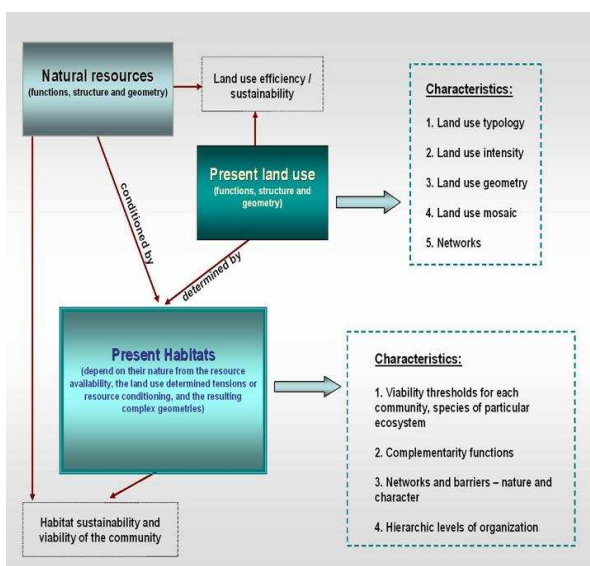 Natural resources
(functions, structure and geometry)
Land use efficiency /
sustainability
Characteristics:
1. Land use typology
2. Land use intensity
3. Land use geometry
4. Land use mosaic
5. Networks
Present land use
(functions, structure and
geometry)
conditioned by
determined by
Present Habitats
(depend on their nature from the resource
availability, the land use determined tensions or
resource conditioning, and the resulting
complex geometries)
Characteristics:
1. Viability thresholds for each
community, species of particular
ecosystem
2. Complementarity functions
3. Networks and barriers – nature and
character
4. Hierarchic levels of organization
Habitat sustainability and
viability of the community